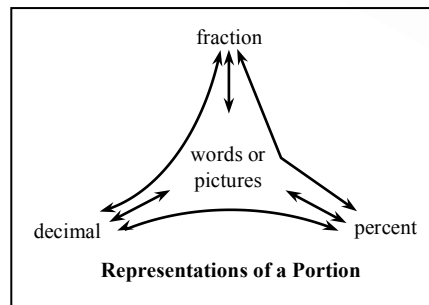 fraction
words or
pictures
decimal
percent
Representations of a Portion